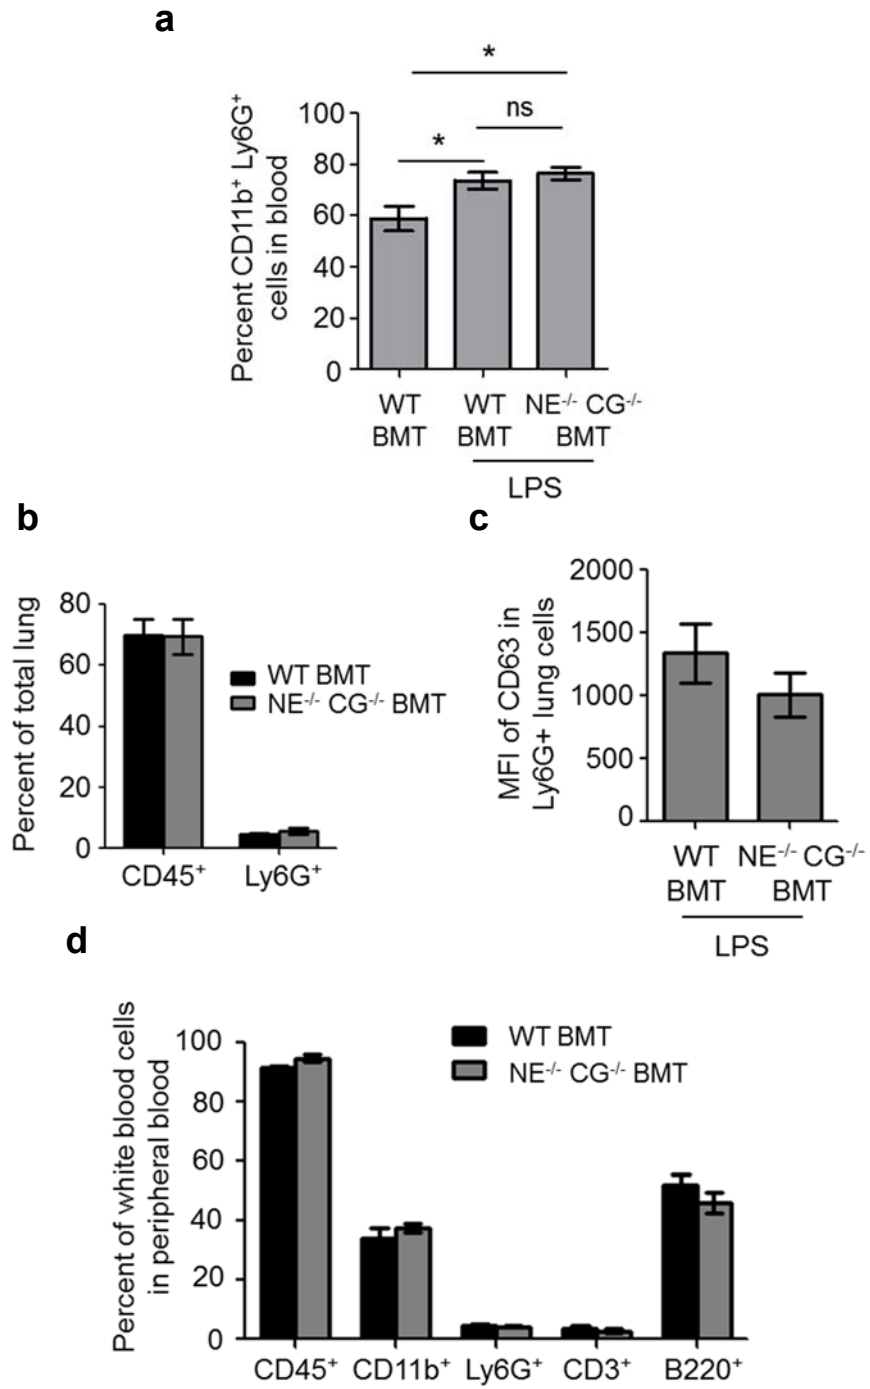 a
*
ns
*
Percent CD11b⁺ Ly6G⁺
cells in blood
100
80
60
40
20
0
WT
BMT
WT
BMT
NE⁻/⁻ CG⁻/⁻
BMT
LPS
b
Percent of total lung
80
60
40
20
0
WT BMT
NE⁻/⁻ CG⁻/⁻ BMT
CD45⁺
Ly6G⁺
c
MFI of CD63 in
Ly6G+ lung cells
2000
1500
1000
500
0
WT
BMT
NE⁻/⁻ CG⁻/⁻
BMT
LPS
d
Percent of white blood cells
in peripheral blood
100
80
60
40
20
0
WT BMT
NE⁻/⁻ CG⁻/⁻ BMT
CD45⁺
CD11b⁺
Ly6G⁺
CD3⁺
B220⁺